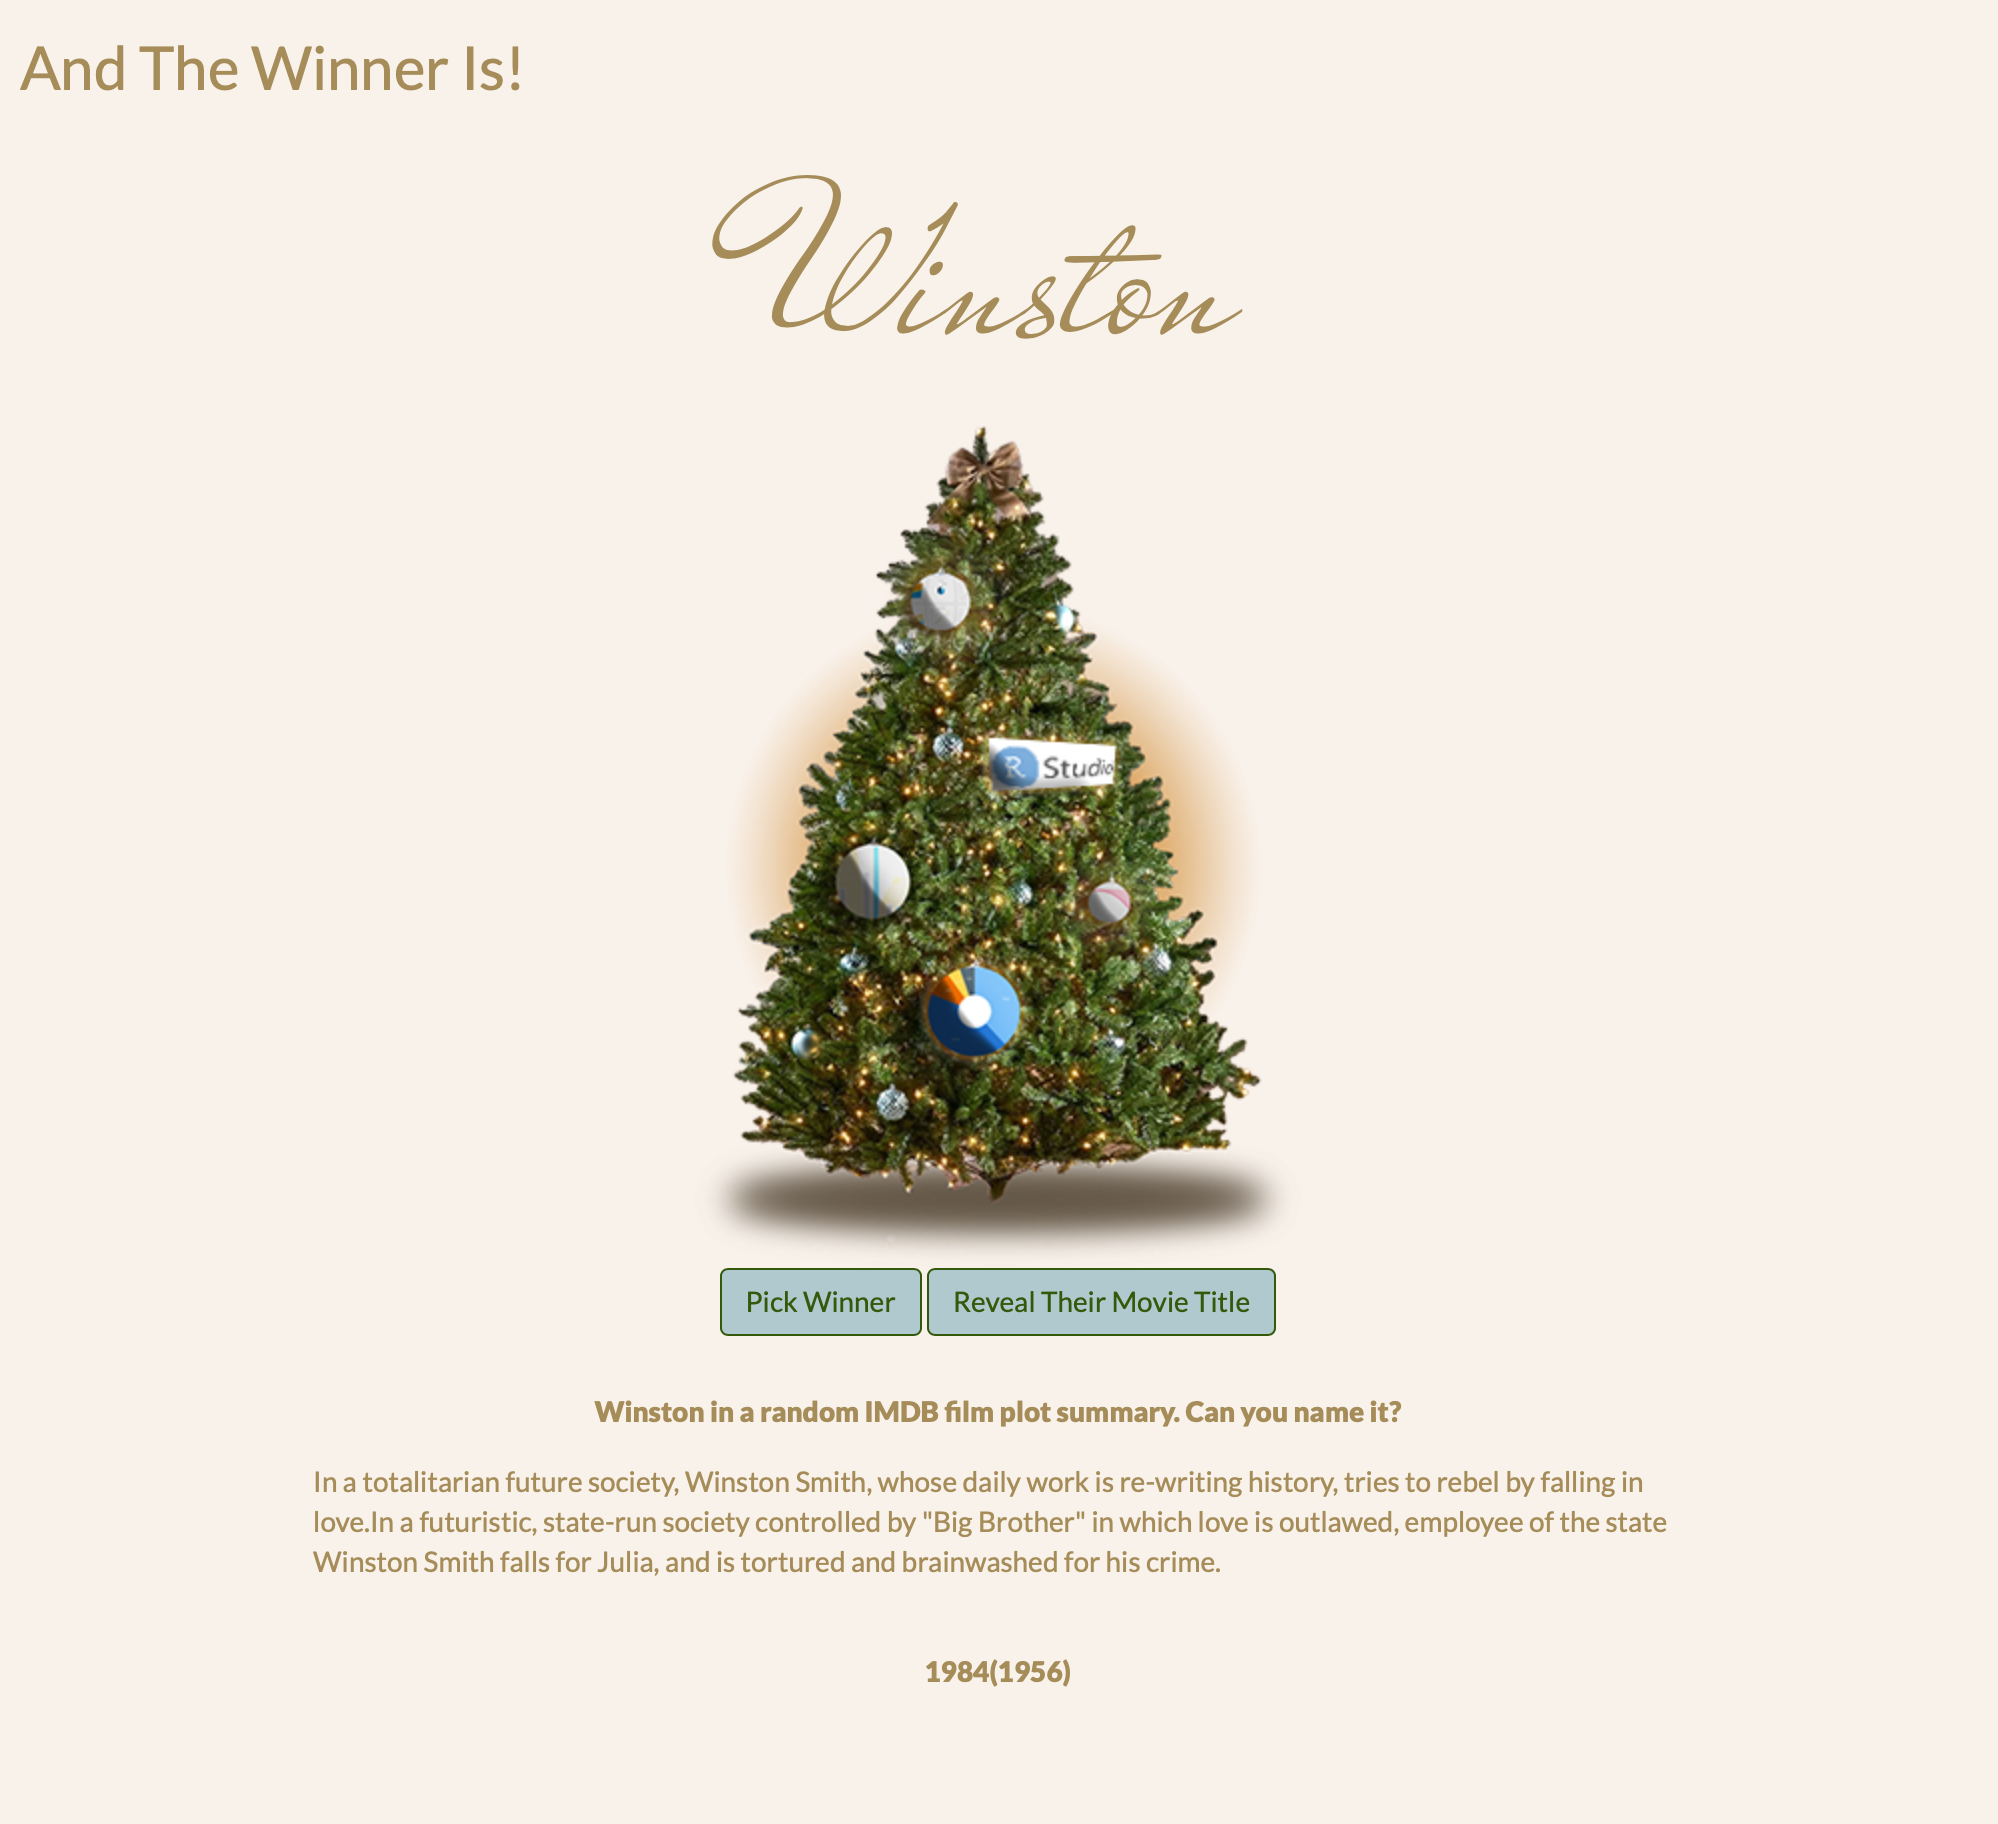 And The Winner Is!
Winston
R Studio
Pick Winner
Reveal Their Movie Title
Winston in a random IMDB film plot summary. Can you name it?
In a totalitarian future society, Winston Smith, whose daily work is re-writing history, tries to rebel by falling in
love.In a futuristic, state-run society controlled by "Big Brother" in which love is outlawed, employee of the state
Winston Smith falls for Julia, and is tortured and brainwashed for his crime.
1984(1956)